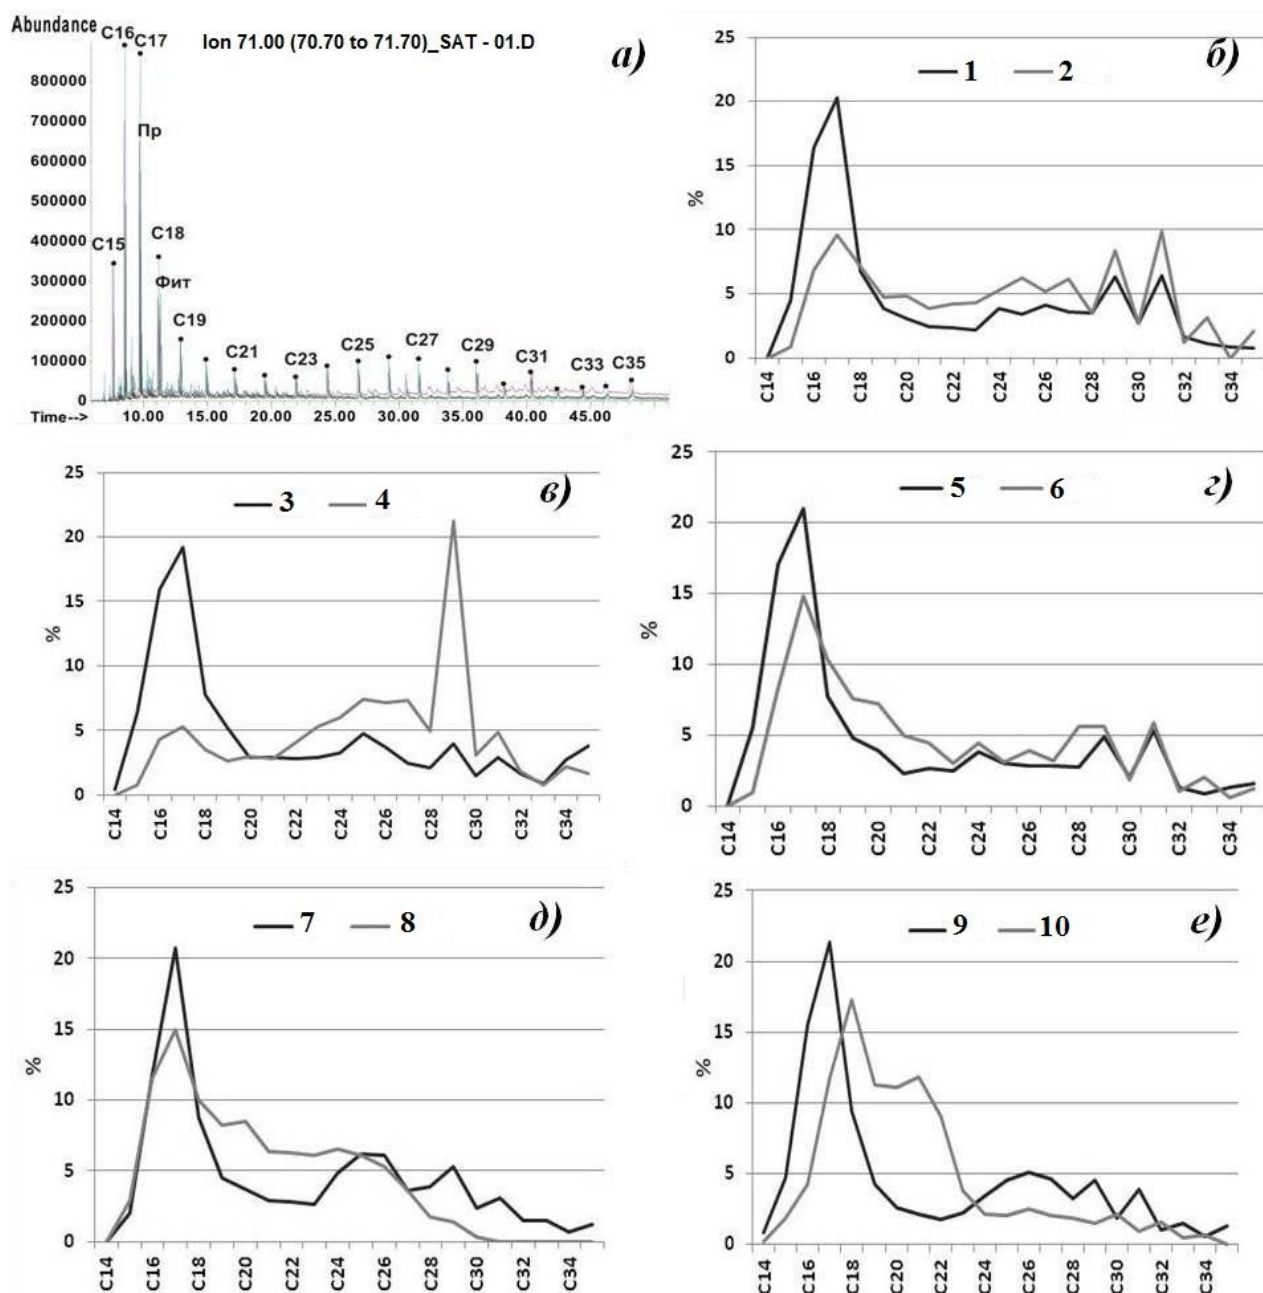 Abundance
Ion 71.00 (70.70 to 71.70)_SAT - 01.D
а)
C16
C17
800000
700000
Пр
600000
500000
400000
C15
C18
300000
Фит
200000
C19
C21
C23
C25
C27
C29
C31
C33
C35
100000
0
Time-->
10.00 15.00 20.00 25.00 30.00 35.00 40.00 45.00
б)
1 2
25
20
15
10
5
0
%
C14 C16 C18 C20 C22 C24 C26 C28 C30 C32 C34
в)
3 4
25
20
15
10
5
0
%
C14 C16 C18 C20 C22 C24 C26 C28 C30 C32 C34
г)
5 6
25
20
15
10
5
0
%
C14 C16 C18 C20 C22 C24 C26 C28 C30 C32 C34
д)
7 8
25
20
15
10
5
0
%
C14 C16 C18 C20 C22 C24 C26 C28 C30 C32 C34
е)
9 10
25
20
15
10
5
0
%
C14 C16 C18 C20 C22 C24 C26 C28 C30 C32 C34